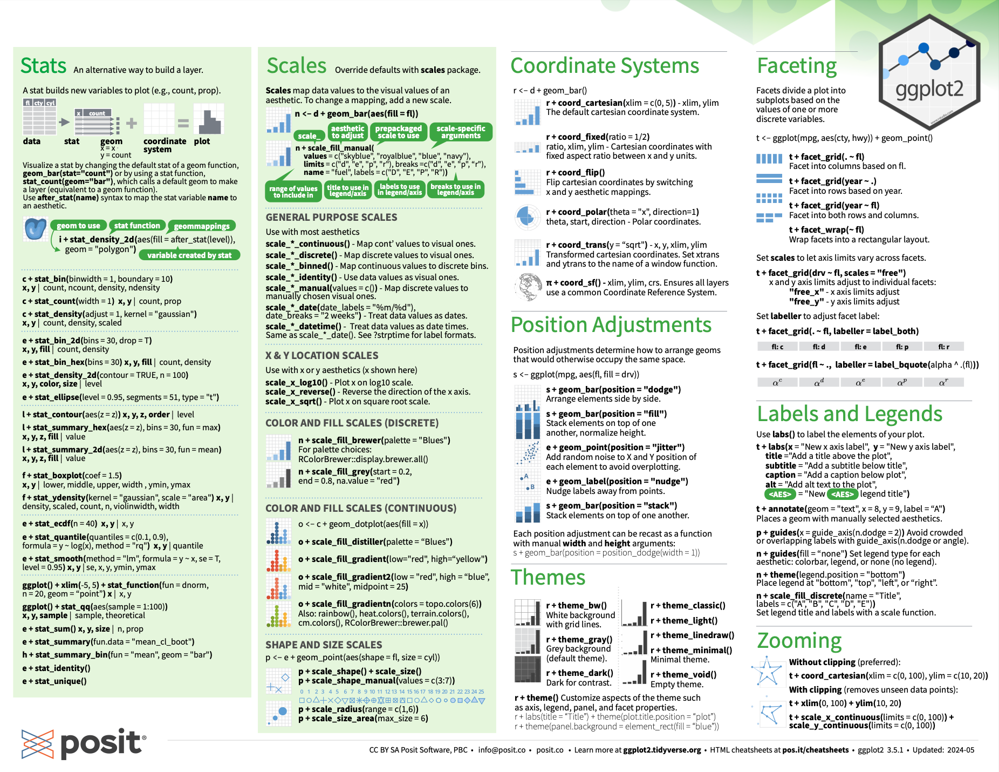 Stats An alternative way to build a layer.
A stat builds new variables to plot (e.g., count, prop).
fl cty cyl
x count
data stat geom coordinate plot
x = x · system
y = count
Visualize a stat by changing the default stat of a geom function,
geom_bar(stat="count") or by using a stat function,
stat_count(geom="bar"), which calls a default geom to make
a layer (equivalent to a geom function).
Use after_stat(name) syntax to map the stat variable name to
an aesthetic.
geom to use stat function geommappings
i + stat_density_2d(aes(fill = after_stat(level)),
geom = "polygon")
variable created by stat
c + stat_bin(binwidth = 1, boundary = 10)
x, y | count, ncount, density, ndensity
c + stat_count(width = 1) x, y | count, prop
c + stat_density(adjust = 1, kernel = "gaussian")
x, y | count, density, scaled
e + stat_bin_2d(bins = 30, drop = T)
x, y, fill | count, density
e + stat_bin_hex(bins = 30) x, y, fill | count, density
e + stat_density_2d(contour = TRUE, n = 100)
x, y, color, size | level
e + stat_ellipse(level = 0.95, segments = 51, type = "t")
l + stat_contour(aes(z = z)) x, y, z, order | level
l + stat_summary_hex(aes(z = z), bins = 30, fun = max)
x, y, z, fill | value
l + stat_summary_2d(aes(z = z), bins = 30, fun = mean)
x, y, z, fill | value
f + stat_boxplot(coef = 1.5)
x, y | lower, middle, upper, width , ymin, ymax
f + stat_ydensity(kernel = "gaussian", scale = "area") x, y |
density, scaled, count, n, violinwidth, width
e + stat_ecdf(n = 40) x, y | x, y
e + stat_quantile(quantiles = c(0.1, 0.9),
formula = y ~ log(x), method = "rq") x, y | quantile
e + stat_smooth(method = "lm", formula = y ~ x, se = T,
level = 0.95) x, y | se, x, y, ymin, ymax
ggplot() + xlim(-5, 5) + stat_function(fun = dnorm,
n = 20, geom = “point”) x | x, y
ggplot() + stat_qq(aes(sample = 1:100))
x, y, sample | sample, theoretical
e + stat_sum() x, y, size | n, prop
e + stat_summary(fun.data = "mean_cl_boot")
h + stat_summary_bin(fun = "mean", geom = "bar")
e + stat_identity()
e + stat_unique()
Scales Override defaults with scales package.
Scales map data values to the visual values of an
aesthetic. To change a mapping, add a new scale.
n <- d + geom_bar(aes(fill = fl))
scale_ aesthetic to adjust prepackaged scale to use scale-specific arguments
n + scale_fill_manual(
values = c("skyblue", "royalblue", "blue", "navy"),
limits = c("d", "e", "p", "r"), breaks =c("d", "e", "p", “r"),
name = "fuel", labels = c("D", "E", "P", "R"))
range of values to include in title to use in legend/axis labels to use in legend/axis breaks to use in legend/axis
GENERAL PURPOSE SCALES
Use with most aesthetics
scale_*_continuous() - Map cont’ values to visual ones.
scale_*_discrete() - Map discrete values to visual ones.
scale_*_binned() - Map continuous values to discrete bins.
scale_*_identity() - Use data values as visual ones.
scale_*_manual(values = c()) - Map discrete values to
manually chosen visual ones.
scale_*_date(date_labels = "%m/%d"),
date_breaks = "2 weeks") - Treat data values as dates.
scale_*_datetime() - Treat data values as date times.
Same as scale_*_date(). See ?strptime for label formats.
X & Y LOCATION SCALES
Use with x or y aesthetics (x shown here)
scale_x_log10() - Plot x on log10 scale.
scale_x_reverse() - Reverse the direction of the x axis.
scale_x_sqrt() - Plot x on square root scale.
COLOR AND FILL SCALES (DISCRETE)
n + scale_fill_brewer(palette = "Blues")
For palette choices:
RColorBrewer::display.brewer.all()
n + scale_fill_grey(start = 0.2,
end = 0.8, na.value = "red")
COLOR AND FILL SCALES (CONTINUOUS)
o <- c + geom_dotplot(aes(fill = x))
o + scale_fill_distiller(palette = “Blues”)
o + scale_fill_gradient(low="red", high=“yellow")
o + scale_fill_gradient2(low = "red", high = “blue”,
mid = "white", midpoint = 25)
o + scale_fill_gradientn(colors = topo.colors(6))
Also: rainbow(), heat.colors(), terrain.colors(),
cm.colors(), RColorBrewer::brewer.pal()
SHAPE AND SIZE SCALES
p <- e + geom_point(aes(shape = fl, size = cyl))
p + scale_shape() + scale_size()
p + scale_shape_manual(values = c(3:7))
0 1 2 3 4 5 6 7 8 9 10 11 12 13 14 15 16 17 18 19 20 21 22 23 24 25
p + scale_radius(range = c(1,6))
p + scale_size_area(max_size = 6)
Coordinate Systems
r <- d + geom_bar()
r + coord_cartesian(xlim = c(0, 5)) - xlim, ylim
The default cartesian coordinate system.
r + coord_fixed(ratio = 1/2)
ratio, xlim, ylim - Cartesian coordinates with
fixed aspect ratio between x and y units.
r + coord_flip()
Flip cartesian coordinates by switching
x and y aesthetic mappings.
r + coord_polar(theta = "x", direction=1)
theta, start, direction - Polar coordinates.
r + coord_trans(y = “sqrt") - x, y, xlim, ylim
Transformed cartesian coordinates. Set xtrans
and ytrans to the name of a window function.
π + coord_sf() - xlim, ylim, crs. Ensures all layers
use a common Coordinate Reference System.
Position Adjustments
Position adjustments determine how to arrange geoms
that would otherwise occupy the same space.
s <- ggplot(mpg, aes(fl, fill = drv))
s + geom_bar(position = "dodge")
Arrange elements side by side.
s + geom_bar(position = "fill")
Stack elements on top of one
another, normalize height.
e + geom_point(position = "jitter")
Add random noise to X and Y position of
each element to avoid overplotting.
A
B
e + geom_label(position = "nudge")
Nudge labels away from points.
s + geom_bar(position = "stack")
Stack elements on top of one another.
Each position adjustment can be recast as a function
with manual width and height arguments:
s + geom_bar(position = position_dodge(width = 1))
Themes
r + theme_bw()
White background
with grid lines.
r + theme_gray()
Grey background
(default theme).
r + theme_dark()
Dark for contrast.
r + theme_classic()
r + theme_light()
r + theme_linedraw()
r + theme_minimal()
Minimal theme.
r + theme_void()
Empty theme.
r + theme() Customize aspects of the theme such
as axis, legend, panel, and facet properties.
r + labs(title = “Title”) + theme(plot.title.position = “plot”)
r + theme(panel.background = element_rect(fill = “blue”))
Faceting
Facets divide a plot into
subplots based on the
values of one or more
discrete variables.
ggplot2
www.rstudio.com
t <- ggplot(mpg, aes(cty, hwy)) + geom_point()
t + facet_grid(. ~ fl)
Facet into columns based on fl.
t + facet_grid(year ~ .)
Facet into rows based on year.
t + facet_grid(year ~ fl)
Facet into both rows and columns.
t + facet_wrap(~ fl)
Wrap facets into a rectangular layout.
Set scales to let axis limits vary across facets.
t + facet_grid(drv ~ fl, scales = "free")
x and y axis limits adjust to individual facets:
"free_x" - x axis limits adjust
"free_y" - y axis limits adjust
Set labeller to adjust facet label:
t + facet_grid(. ~ fl, labeller = label_both)
fl: c fl: d fl: e fl: p fl: r
t + facet_grid(fl ~ ., labeller = label_bquote(alpha ^ .(fl)))
α^c α^d α^e α^p α^r
Labels and Legends
Use labs() to label the elements of your plot.
t + labs(x = "New x axis label", y = "New y axis label",
title ="Add a title above the plot",
subtitle = "Add a subtitle below title",
caption = "Add a caption below plot",
alt = "Add alt text to the plot",
<AES> = "New <AES> legend title")
t + annotate(geom = "text", x = 8, y = 9, label = “A")
Places a geom with manually selected aesthetics.
p + guides(x = guide_axis(n.dodge = 2)) Avoid crowded
or overlapping labels with guide_axis(n.dodge or angle).
n + guides(fill = “none") Set legend type for each
aesthetic: colorbar, legend, or none (no legend).
n + theme(legend.position = "bottom")
Place legend at "bottom", "top", "left", or “right”.
n + scale_fill_discrete(name = "Title",
labels = c("A", "B", "C", "D", "E"))
Set legend title and labels with a scale function.
Zooming
Without clipping (preferred):
t + coord_cartesian(xlim = c(0, 100), ylim = c(10, 20))
With clipping (removes unseen data points):
t + xlim(0, 100) + ylim(10, 20)
t + scale_x_continuous(limits = c(0, 100)) +
scale_y_continuous(limits = c(0, 100))
posit®
CC BY SA Posit Software, PBC • info@posit.co • posit.co • Learn more at ggplot2.tidyverse.org • HTML cheatsheets at pos.it/cheatsheets • ggplot2 3.5.1 • Updated: 2024-05